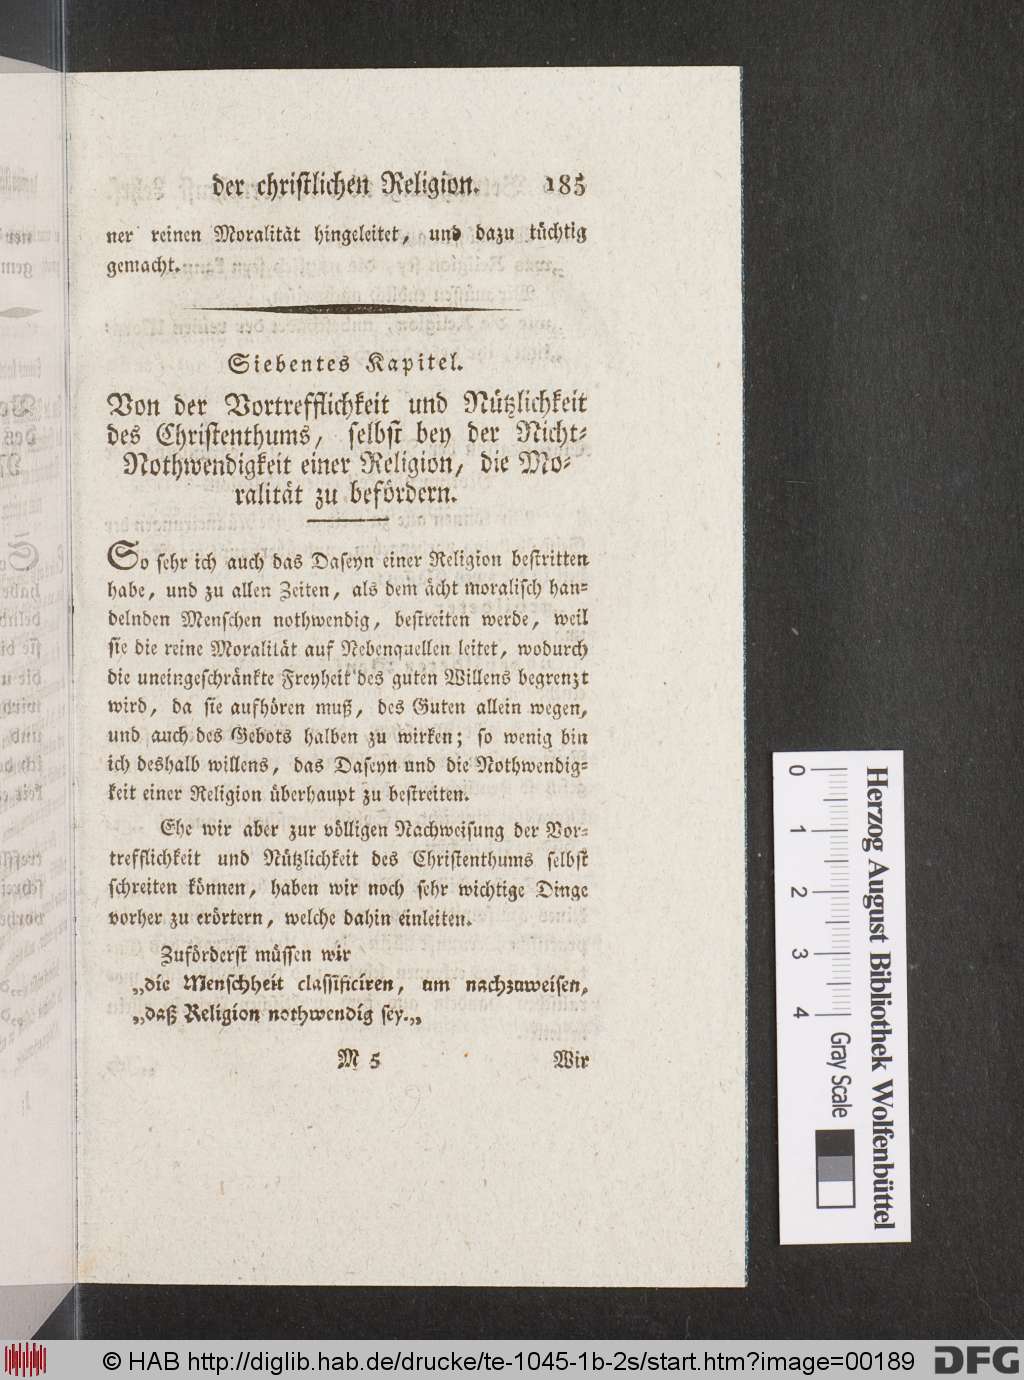 der christlichen Religion. 185
ner reinen Moralität hingeleitet, und dazu tüchtig
gemacht.
Siebentes Kapitel.
Von der Vortrefflichkeit und Nützlichkeit
des Christenthums, selbst bey der Nicht-
Nothwendigkeit einer Religion, die Mo-
ralität zu befördern.
So sehr ich auch das Daseyn einer Religion bestritten
habe, und zu allen Zeiten, als dem ächt moralisch han-
delnden Menschen nothwendig, bestreiten werde, weil
sie die reine Moralität auf Nebenquellen leitet, wodurch
die uneingeschränkte Freyheit des guten Willens begrenzt
wird, da sie aufhören muß, des Guten allein wegen,
und auch des Gebots halben zu wirken; so wenig bin
ich deshalb willens, das Daseyn und die Nothwendig-
keit einer Religion überhaupt zu bestreiten.
Ehe wir aber zur völligen Nachweisung der Vor-
trefflichkeit und Nützlichkeit des Christenthums selbst
schreiten können, haben wir noch sehr wichtige Dinge
vorher zu erörtern, welche dahin einleiten.
Zuförderst müssen wir
„die Menschheit classificiren, um nachzuweisen,
„daß Religion nothwendig sey.„
M 5 Wir
0 1 2 3 4 Gray Scale
Herzog August Bibliothek Wolfenbüttel
© HAB http://diglib.hab.de/drucke/te-1045-1b-2s/start.htm?image=00189 DFG